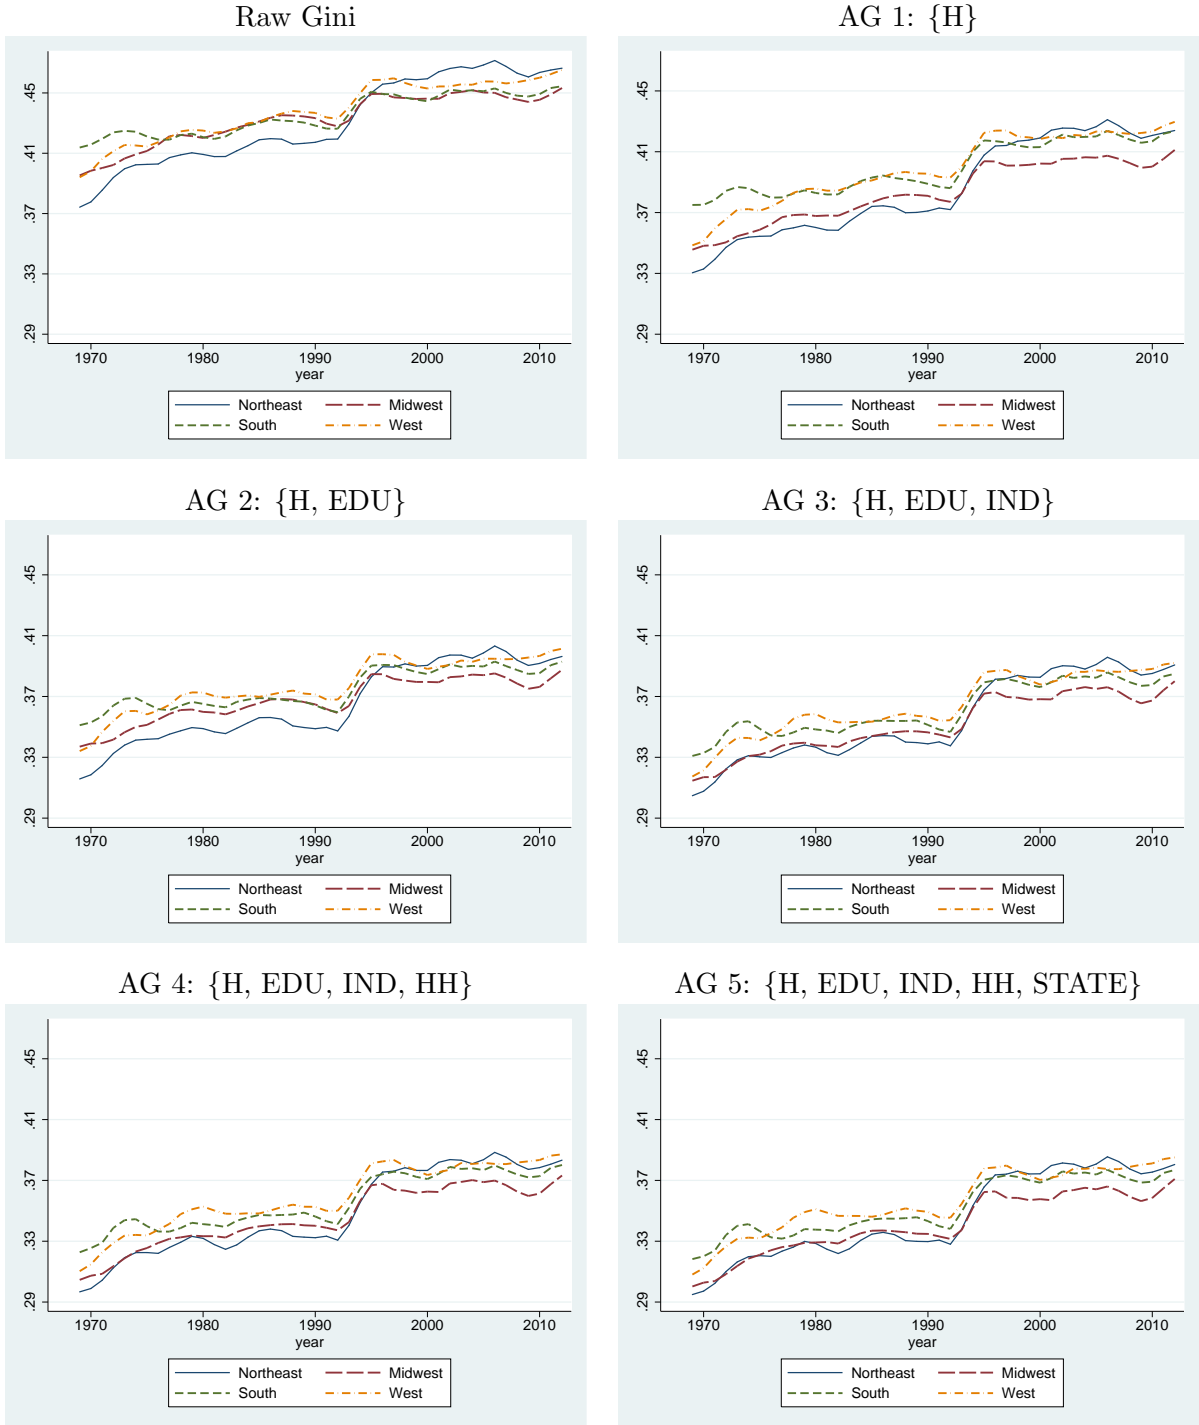 Raw Gini
.45
.41
.37
.33
.29
1970 1980 1990 2000 2010
year
Northeast Midwest
South West
AG 1: {H}
.45
.41
.37
.33
.29
1970 1980 1990 2000 2010
year
Northeast Midwest
South West
AG 2: {H, EDU}
.45
.41
.37
.33
.29
1970 1980 1990 2000 2010
year
Northeast Midwest
South West
AG 3: {H, EDU, IND}
.45
.41
.37
.33
.29
1970 1980 1990 2000 2010
year
Northeast Midwest
South West
AG 4: {H, EDU, IND, HH}
.45
.41
.37
.33
.29
1970 1980 1990 2000 2010
year
Northeast Midwest
South West
AG 5: {H, EDU, IND, HH, STATE}
.45
.41
.37
.33
.29
1970 1980 1990 2000 2010
year
Northeast Midwest
South West